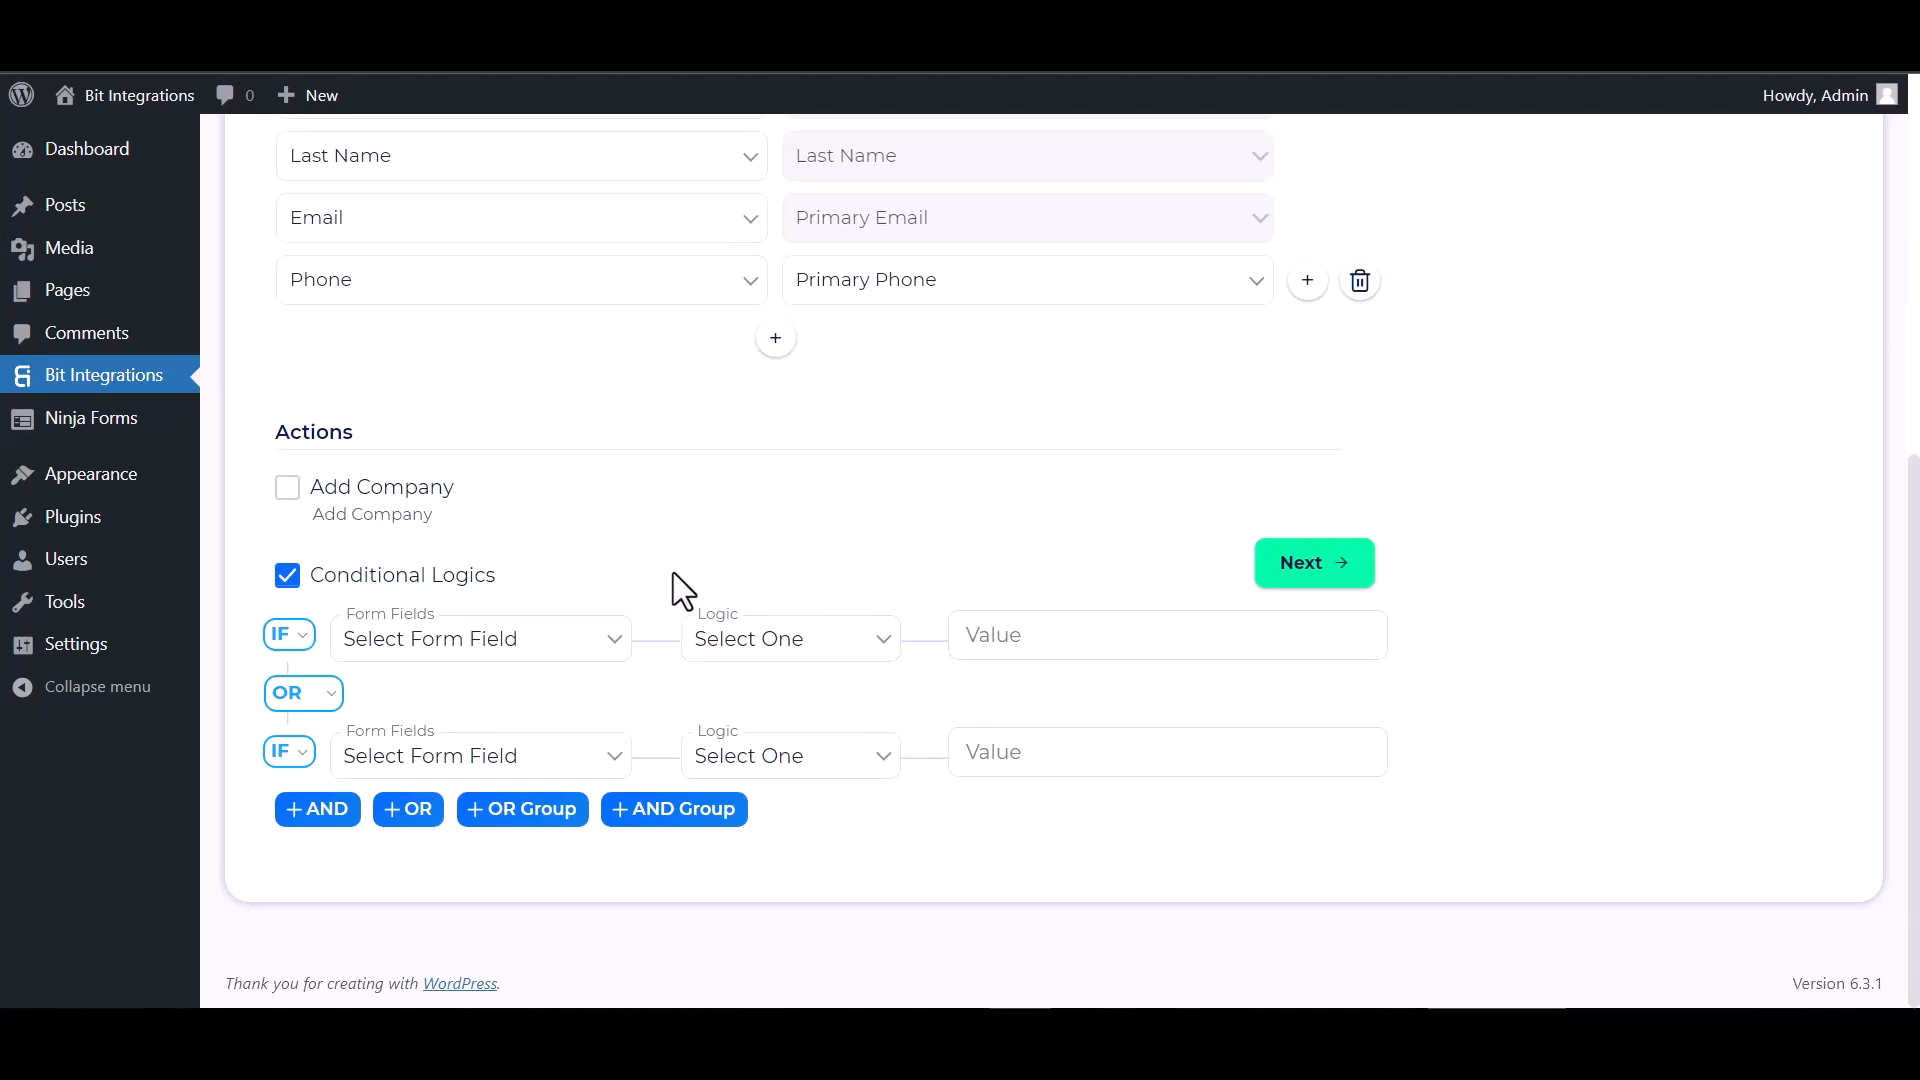 Bit Integrations 0 New Howdy, Admin
Dashboard
Posts
Media
Pages
Comments
Bit Integrations
Ninja Forms
Appearance
Plugins
Users
Tools
Settings
Collapse menu
Last Name Last Name
Email Primary Email
Phone Primary Phone +
+
Actions
Add Company
Add Company
Next →
Conditional Logics
Form Fields Logic
IF Select Form Field Select One Value
OR
Form Fields Logic
IF Select Form Field Select One Value
+ AND + OR + OR Group + AND Group
Thank you for creating with WordPress. Version 6.3.1